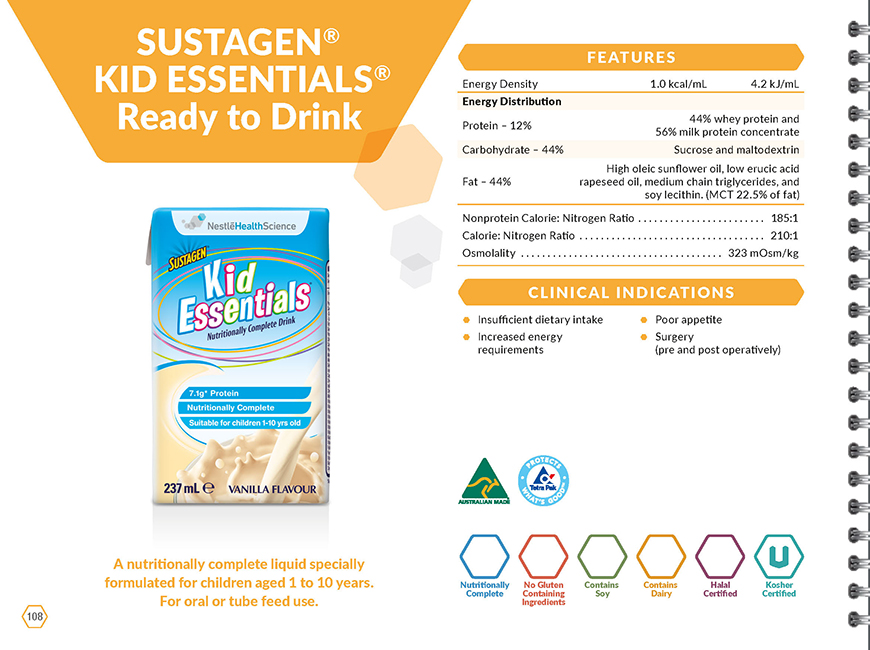 SUSTAGEN®
KID ESSENTIALS®
Ready to Drink
NestléHealthScience
SUSTAGEN
Kid
Essentials
Nutritionally Complete Drink
7.1g* Protein
Nutritionally Complete
Suitable for children 1-10 yrs old
237 mL ℮ VANILLA FLAVOUR
A nutritionally complete liquid specially
formulated for children aged 1 to 10 years.
For oral or tube feed use.
108
FEATURES
Energy Density 1.0 kcal/mL 4.2 kJ/mL
Energy Distribution
Protein – 12% 44% whey protein and
56% milk protein concentrate
Carbohydrate – 44% Sucrose and maltodextrin
Fat – 44% High oleic sunflower oil, low erucic acid
rapeseed oil, medium chain triglycerides, and
soy lecithin. (MCT 22.5% of fat)
Nonprotein Calorie: Nitrogen Ratio ........................ 185:1
Calorie: Nitrogen Ratio ................................... 210:1
Osmolality ...................................... 323 mOsm/kg
CLINICAL INDICATIONS
Insufficient dietary intake
Increased energy
requirements
Poor appetite
Surgery
(pre and post operatively)
AUSTRALIAN MADE
PROTECTS
Tetra Pak
WHAT'S GOOD
Nutritionally
Complete
No Gluten
Containing
Ingredients
Contains
Soy
Contains
Dairy
Halal
Certified
U
Kosher
Certified